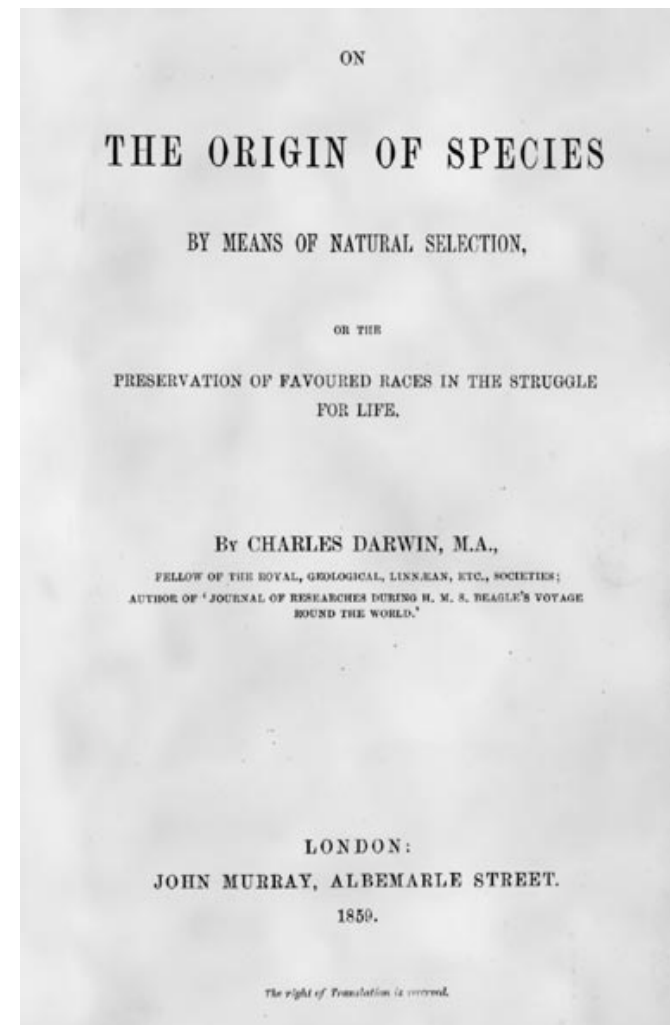 ON
THE ORIGIN OF SPECIES
BY MEANS OF NATURAL SELECTION,
OR THE
PRESERVATION OF FAVOURED RACES IN THE STRUGGLE
FOR LIFE.
BY CHARLES DARWIN, M.A.,
FELLOW OF THE ROYAL, GEOLOGICAL, LINNÆAN, ETC., SOCIETIES;
AUTHOR OF ‘JOURNAL OF RESEARCHES DURING H. M. S. BEAGLE’S VOYAGE
ROUND THE WORLD.’
LONDON:
JOHN MURRAY, ALBEMARLE STREET.
1859.
The right of Translation is reserved.